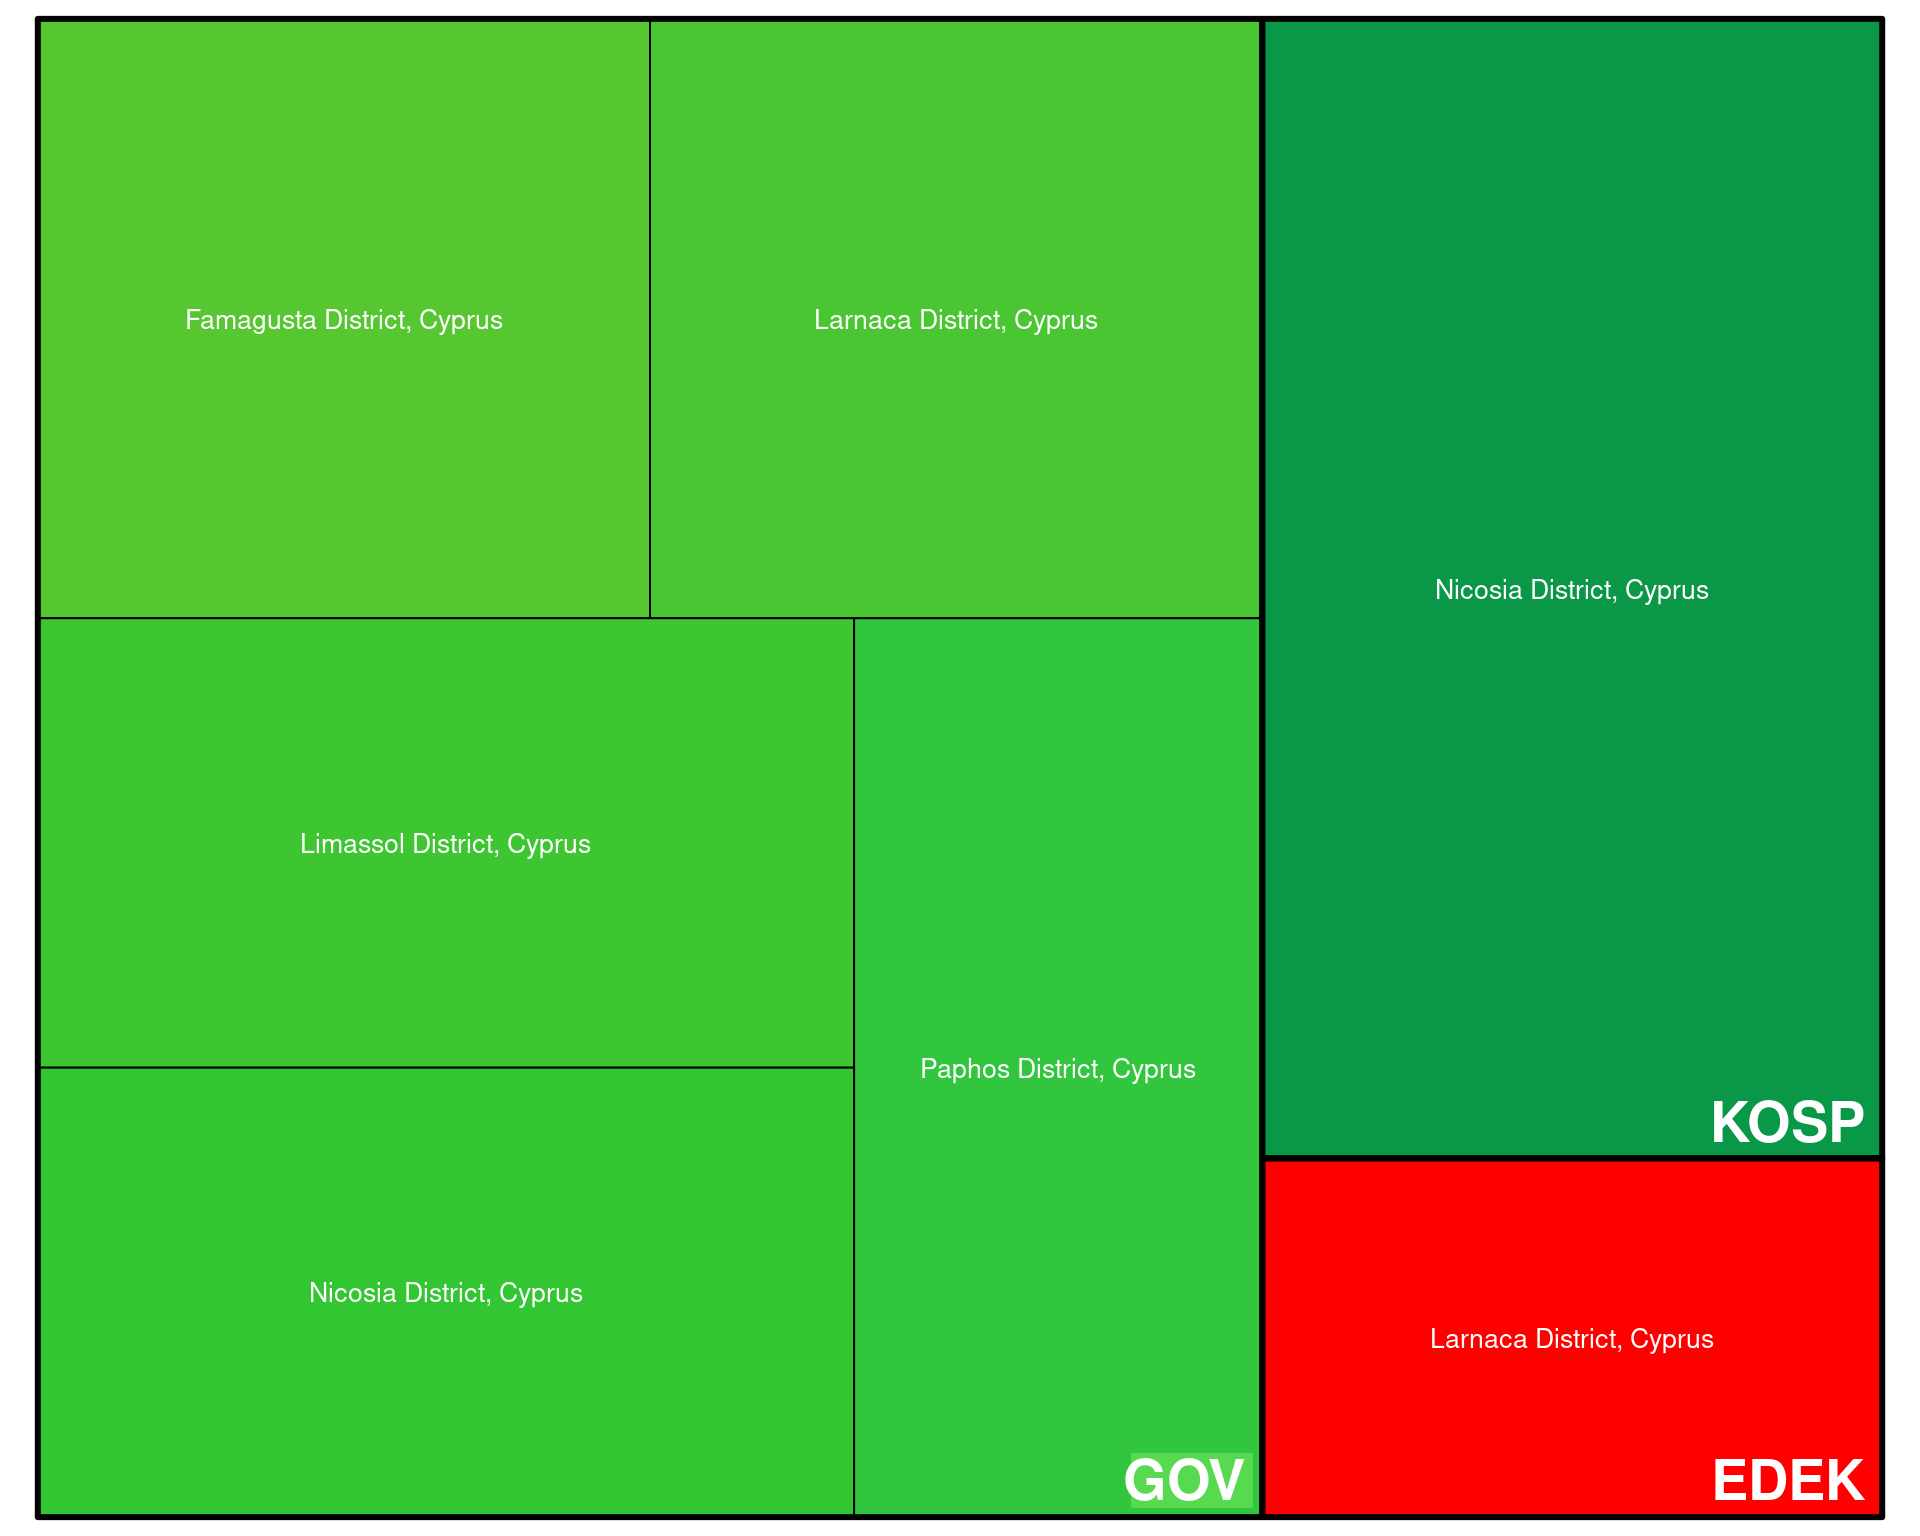 Famagusta District, Cyprus
Larnaca District, Cyprus
Limassol District, Cyprus
Nicosia District, Cyprus
Paphos District, Cyprus
GOV
Nicosia District, Cyprus
KOSP
Larnaca District, Cyprus
EDEK